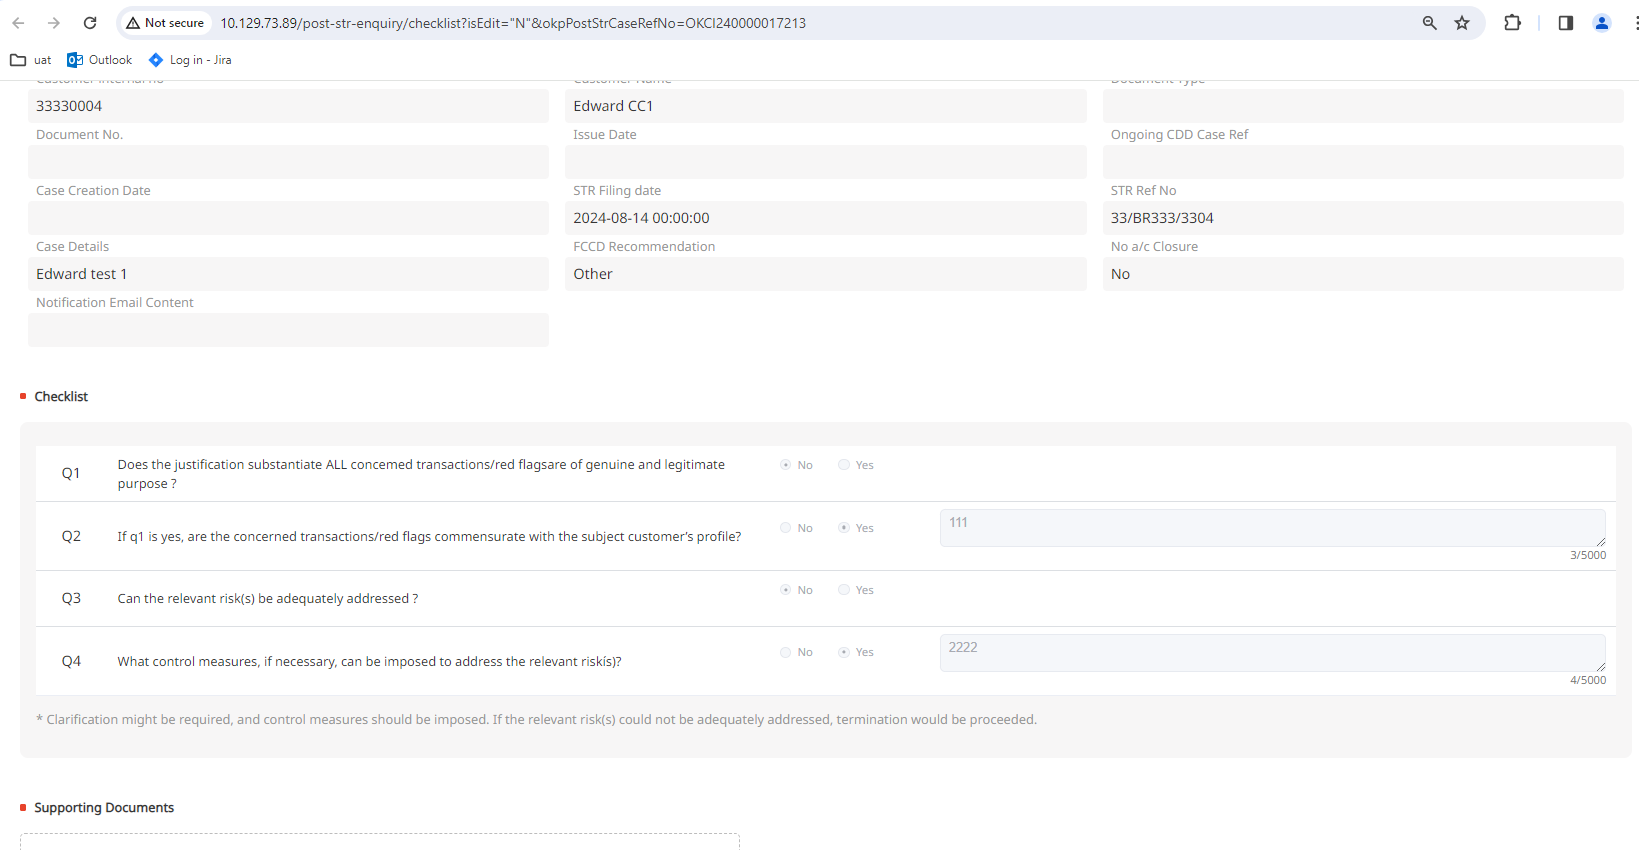 Not secure 10.129.73.89/post-str-enquiry/checklist?isEdit="N"&okpPostStrCaseRefNo=OKCI240000017213
uat Outlook Log in - Jira
Customer Internal no Customer Name Document Type
33330004 Edward CC1
Document No. Issue Date Ongoing CDD Case Ref
Case Creation Date STR Filing date STR Ref No
2024-08-14 00:00:00 33/BR333/3304
Case Details FCCD Recommendation No a/c Closure
Edward test 1 Other No
Notification Email Content
Checklist
Q1 Does the justification substantiate ALL concemed transactions/red flagsare of genuine and legitimate purpose ? No Yes
Q2 If q1 is yes, are the concerned transactions/red flags commensurate with the subject customer's profile? No Yes 111
3/5000
Q3 Can the relevant risk(s) be adequately addressed ? No Yes
Q4 What control measures, if necessary, can be imposed to address the relevant riskís)? No Yes 2222
4/5000
* Clarification might be required, and control measures should be imposed. If the relevant risk(s) could not be adequately addressed, termination would be proceeded.
Supporting Documents